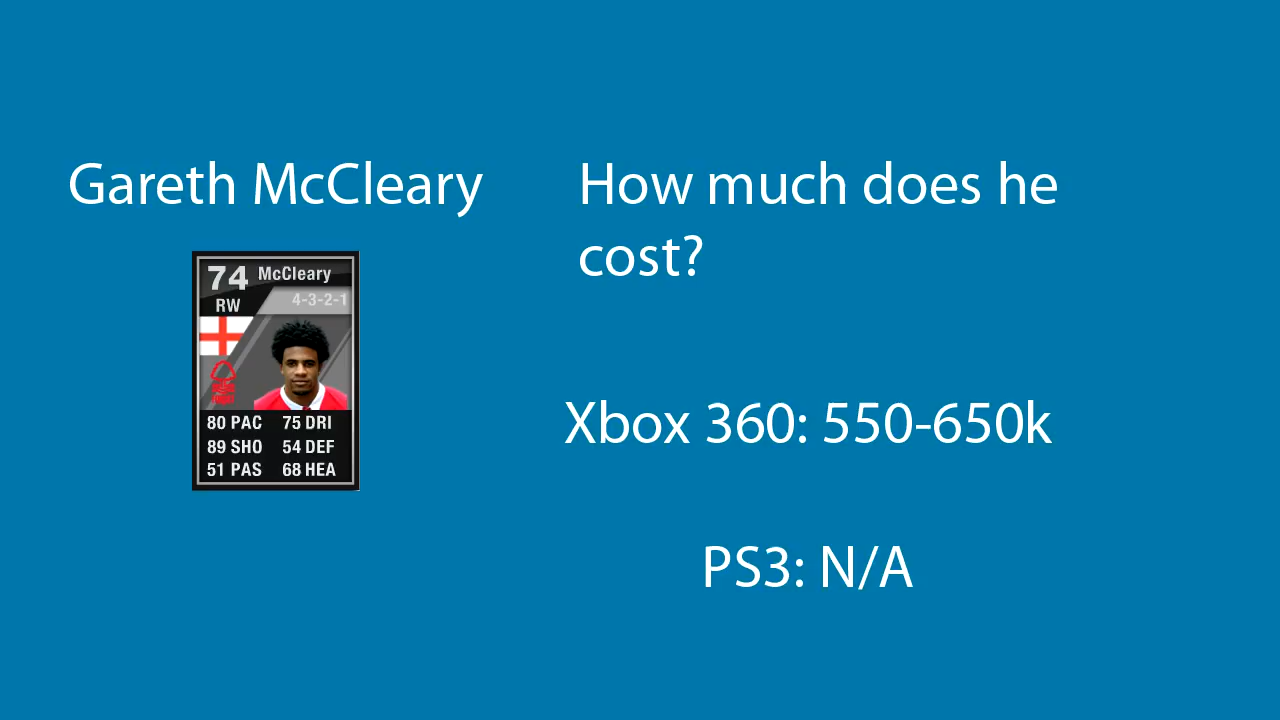 Gareth McCleary
How much does he
cost?
74 McCleary
RW
4-3-2-1
80 PAC 75 DRI
89 SHO 54 DEF
51 PAS 68 HEA
Xbox 360: 550-650k
PS3: N/A